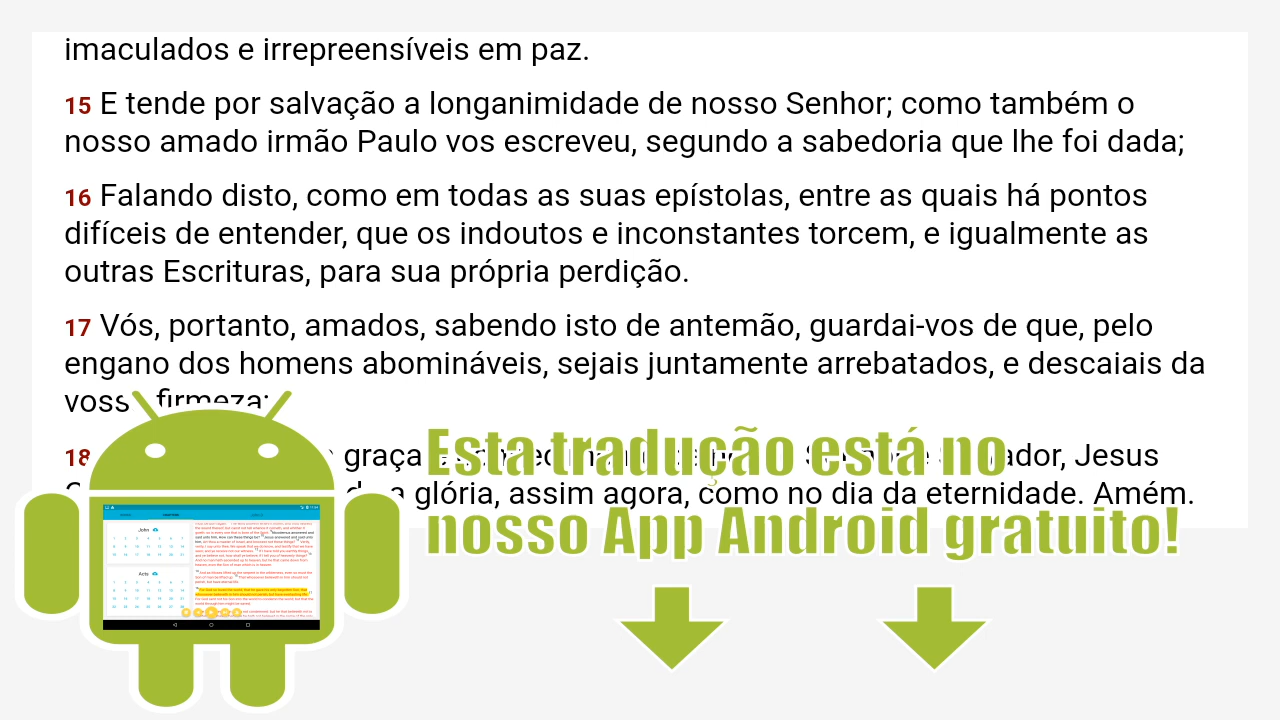 imaculados e irrepreensíveis em paz.
15 E tende por salvação a longanimidade de nosso Senhor; como também o
nosso amado irmão Paulo vos escreveu, segundo a sabedoria que lhe foi dada;
16 Falando disto, como em todas as suas epístolas, entre as quais há pontos
difíceis de entender, que os indoutos e inconstantes torcem, e igualmente as
outras Escrituras, para sua própria perdição.
17 Vós, portanto, amados, sabendo isto de antemão, guardai-vos de que, pelo
engano dos homens abomináveis, sejais juntamente arrebatados, e descaiais da
firmeza;
18 graça Jesus
glória, assim agora, como no dia da eternidade. Amém.
Esta tradução está no
nosso App Android gratuito!
John
Acts